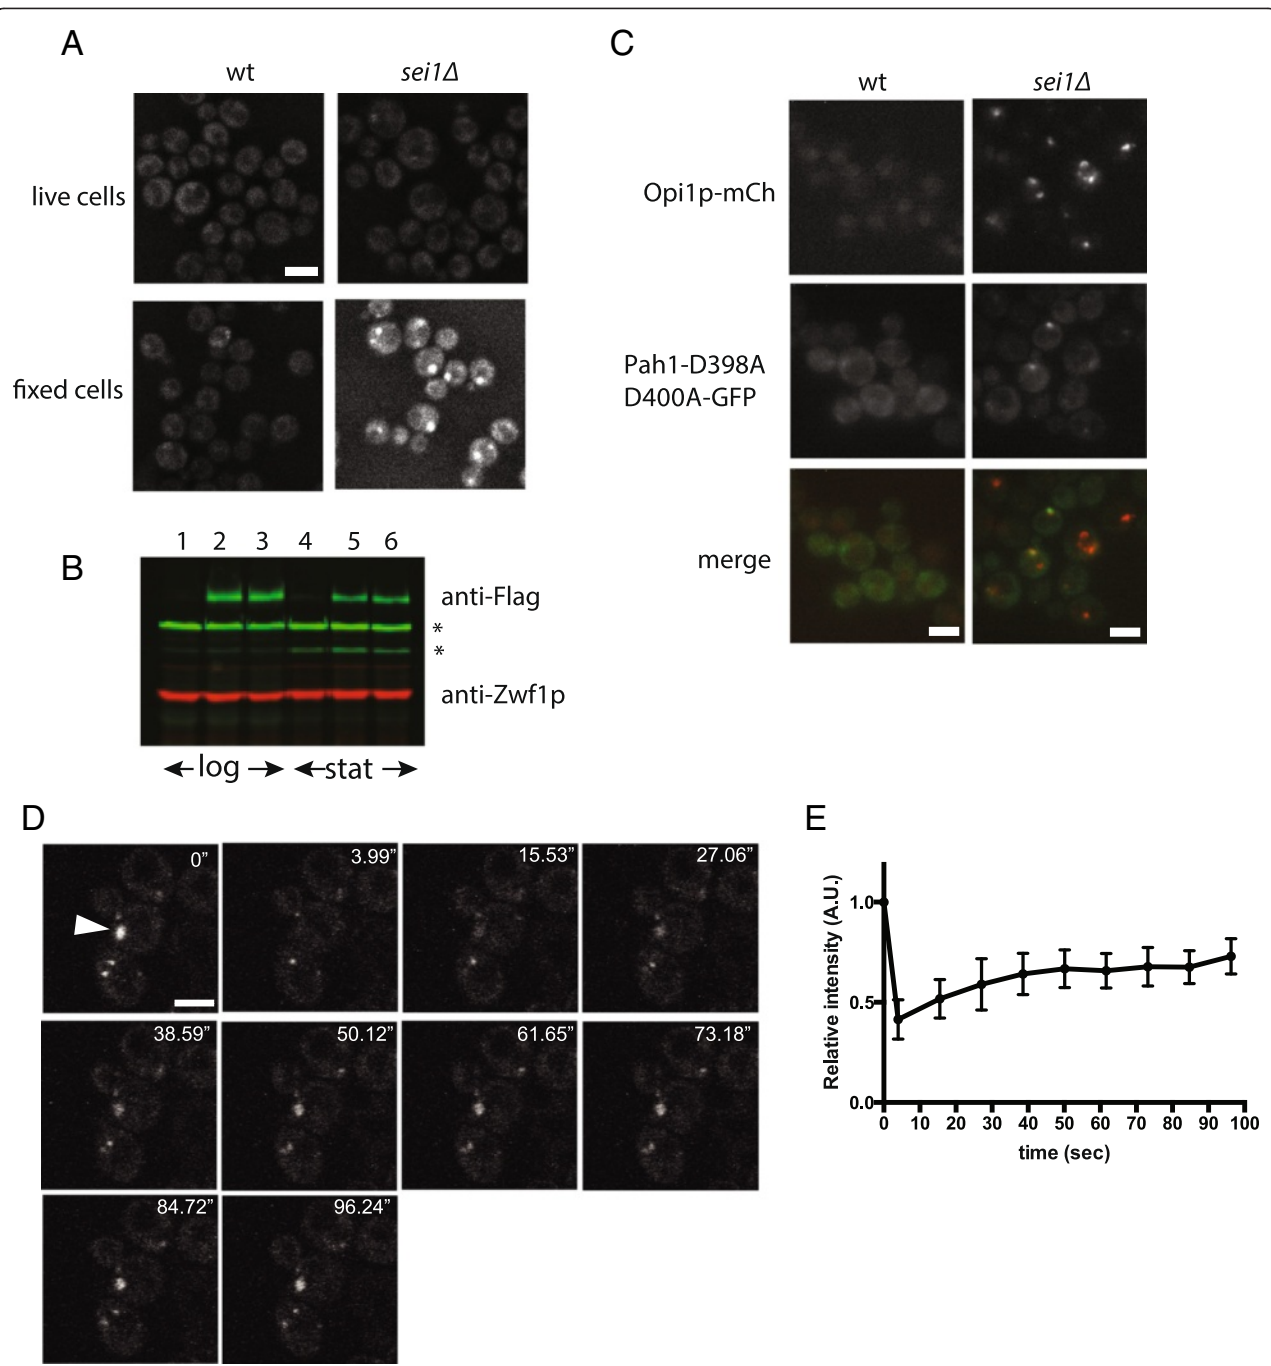 A
wt
sei1Δ
live cells
fixed cells
B
1 2 3 4 5 6
anti-Flag
*
*
anti-Zwf1p
log stat
C
wt
sei1Δ
Opi1p-mCh
Pah1-D398A
D400A-GFP
merge
D
0”
3.99”
15.53”
27.06”
38.59”
50.12”
61.65”
73.18”
84.72”
96.24”
E
Relative intensity (A.U.)
1.0
0.5
0.0
0 10 20 30 40 50 60 70 80 90 100
time (sec)